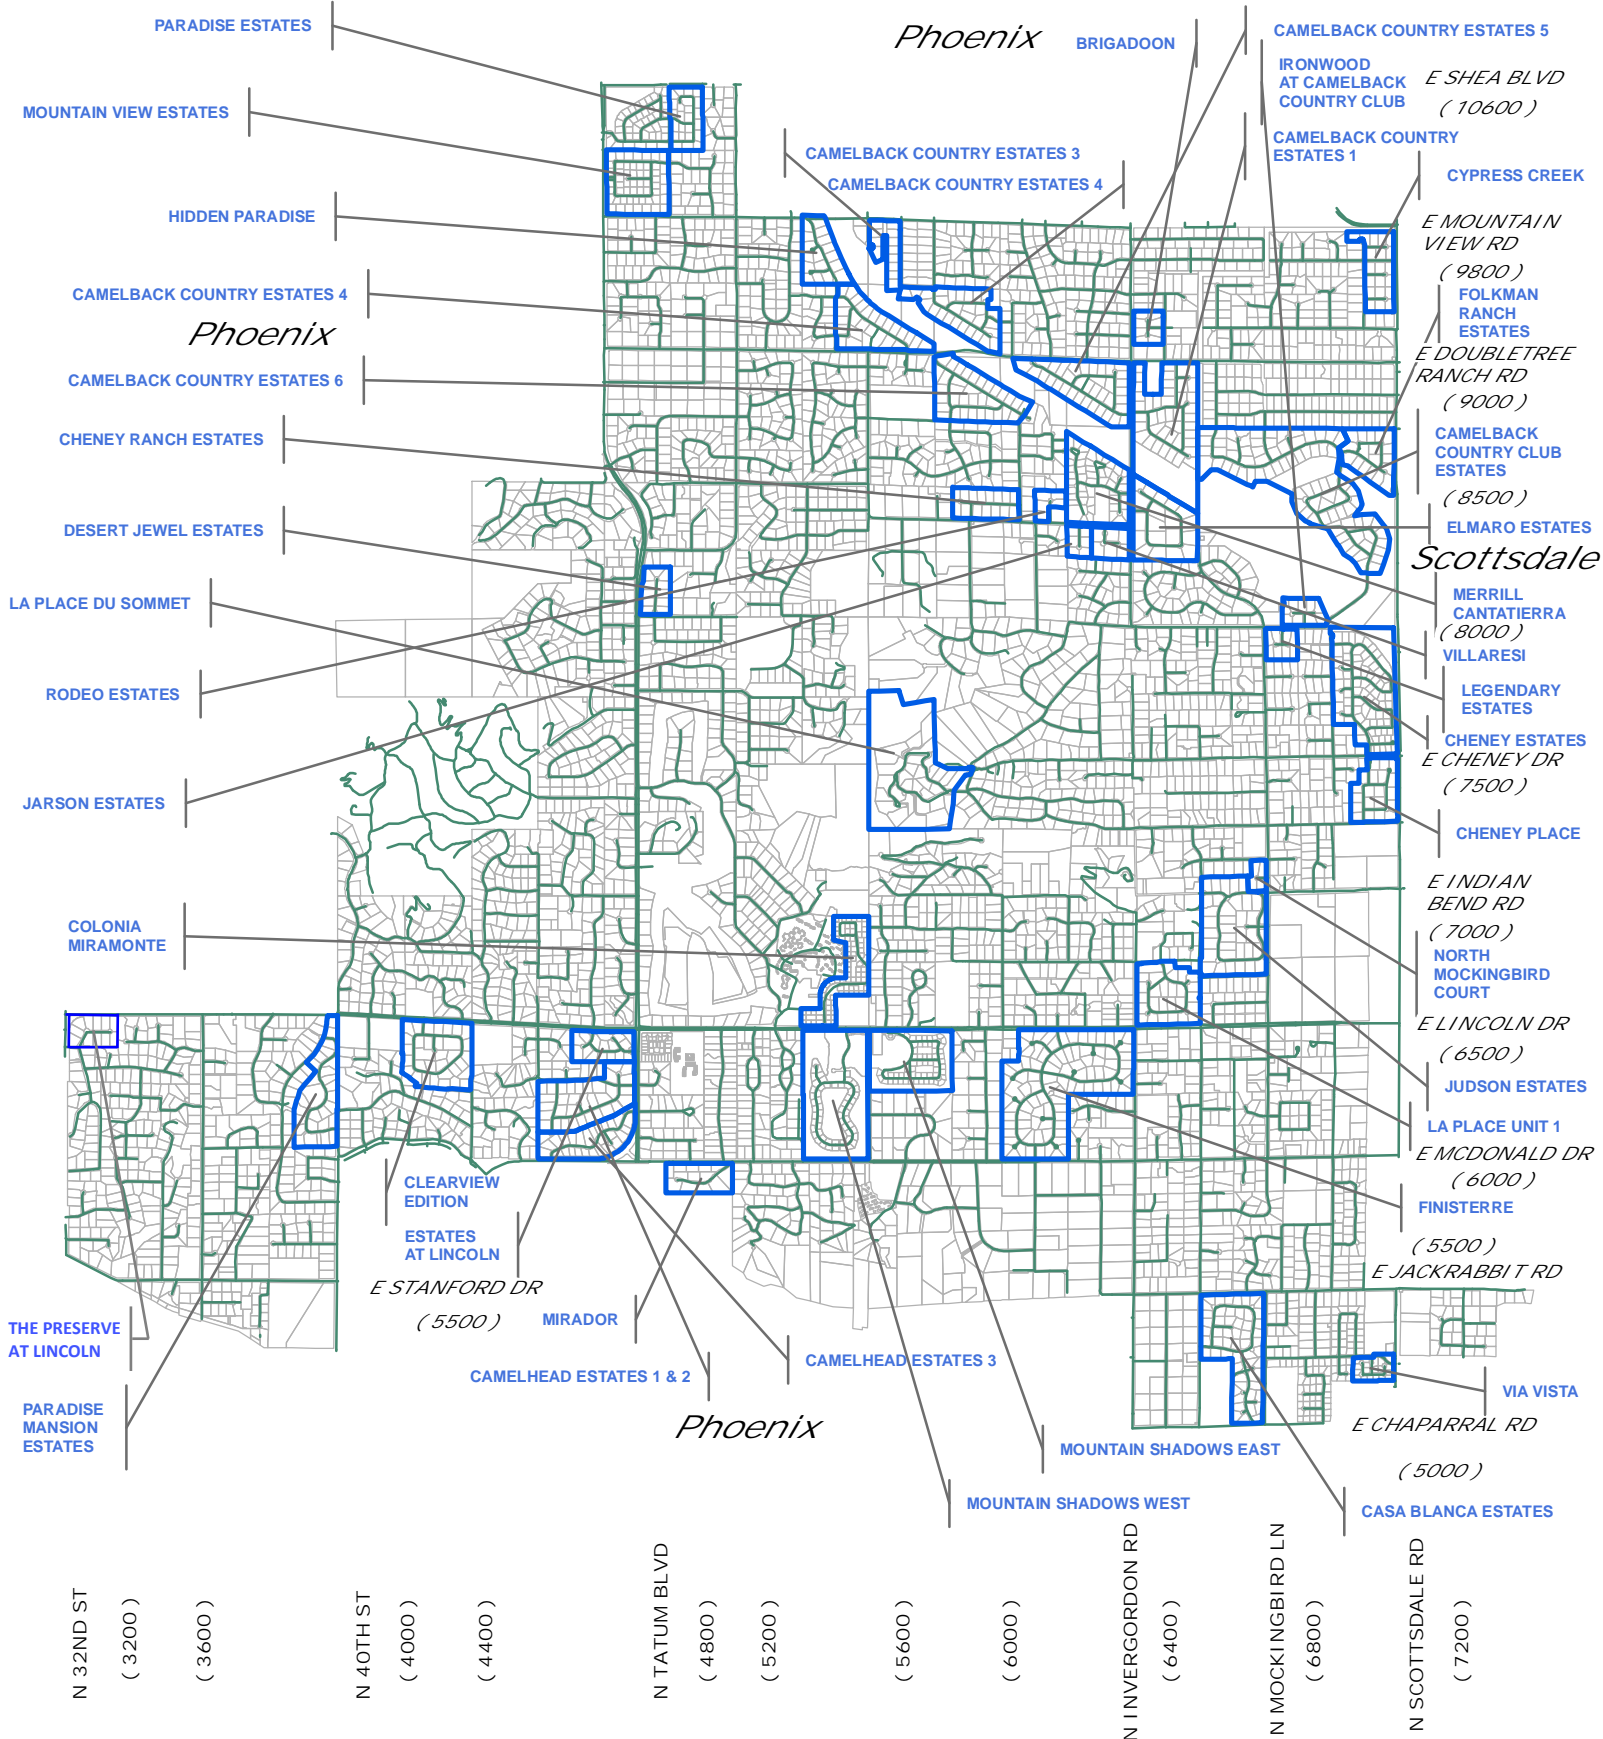 PARADISE ESTATES
Phoenix
BRIGADOON
CAMELBACK COUNTRY ESTATES 5
IRONWOOD
AT CAMELBACK
COUNTRY CLUB
E SHEA BLVD
( 10600 )
MOUNTAIN VIEW ESTATES
CAMELBACK COUNTRY
ESTATES 1
CAMELBACK COUNTRY ESTATES 3
CAMELBACK COUNTRY ESTATES 4
CYPRESS CREEK
HIDDEN PARADISE
E MOUNTAIN
VIEW RD
( 9800 )
CAMELBACK COUNTRY ESTATES 4
FOLKMAN
RANCH
ESTATES
Phoenix
E DOUBLETREE
RANCH RD
( 9000 )
CAMELBACK COUNTRY ESTATES 6
CHENEY RANCH ESTATES
CAMELBACK
COUNTRY CLUB
ESTATES
( 8500 )
DESERT JEWEL ESTATES
ELMARO ESTATES
Scottsdale
LA PLACE DU SOMMET
MERRILL
CANTATIERRA
( 8000 )
VILLARESI
RODEO ESTATES
LEGENDARY
ESTATES
CHENEY ESTATES
E CHENEY DR
( 7500 )
JARSON ESTATES
CHENEY PLACE
E INDIAN
BEND RD
( 7000 )
COLONIA
MIRAMONTE
NORTH
MOCKINGBIRD
COURT
E LINCOLN DR
( 6500 )
JUDSON ESTATES
LA PLACE UNIT 1
E MCDONALD DR
( 6000 )
CLEARVIEW
EDITION
FINISTERRE
ESTATES
AT LINCOLN
( 5500 )
E JACKRABBIT RD
E STANFORD DR
( 5500 )
MIRADOR
THE PRESERVE
AT LINCOLN
CAMELHEAD ESTATES 3
CAMELHEAD ESTATES 1 & 2
VIA VISTA
PARADISE
MANSION
ESTATES
Phoenix
E CHAPARRAL RD
( 5000 )
MOUNTAIN SHADOWS EAST
MOUNTAIN SHADOWS WEST
CASA BLANCA ESTATES
N 32ND ST
( 3200 )
( 3600 )
N 40TH ST
( 4000 )
( 4400 )
N TATUM BLVD
( 4800 )
( 5200 )
( 5600 )
( 6000 )
N INVERGORDON RD
( 6400 )
N MOCKINGBIRD LN
( 6800 )
N SCOTTSDALE RD
( 7200 )